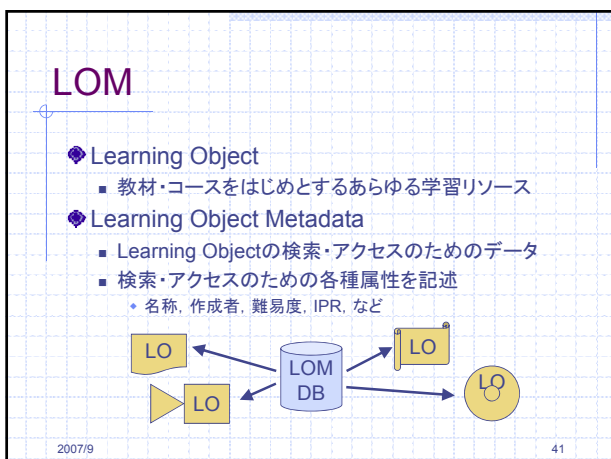 LOM
Learning Object
教材・コースをはじめとするあらゆる学習リソース
Learning Object Metadata
Learning Objectの検索・アクセスのためのデータ
検索・アクセスのための各種属性を記述
名称, 作成者, 難易度, IPR, など
LO
LO
LOM
DB
LO
LO
2007/9
41